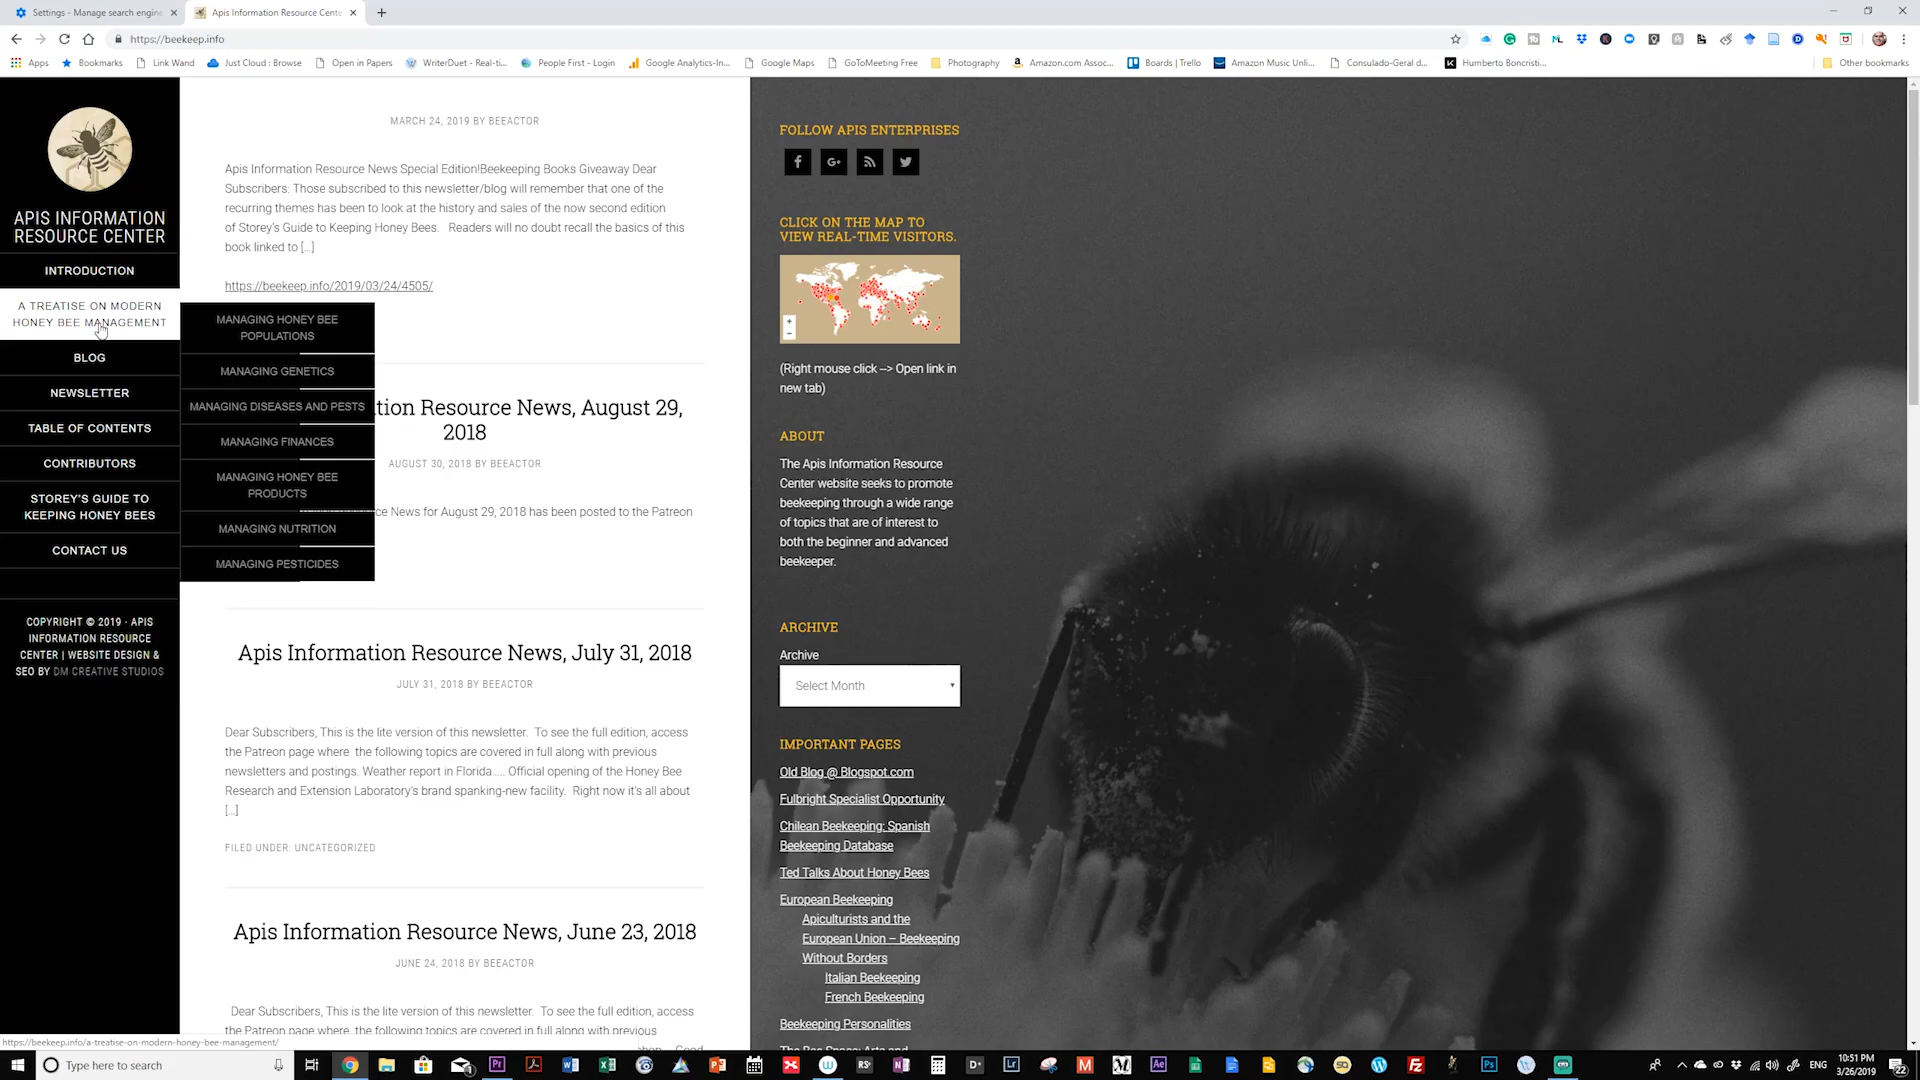 Settings - Manage search engine
Apis Information Resource Cente
https://beekeep.info
Apps
Bookmarks
Link Wand
Just Cloud : Browse
Open in Papers
WriterDuet - Real-ti...
People First - Login
Google Analytics-In...
Google Maps
GoToMeeting Free
Photography
Amazon.com Assoc...
Boards | Trello
Amazon Music Unli...
Consulado-Geral d...
Humberto Boncristi...
Other bookmarks
APIS INFORMATION
RESOURCE CENTER
INTRODUCTION
A TREATISE ON MODERN
HONEY BEE MANAGEMENT
BLOG
NEWSLETTER
TABLE OF CONTENTS
CONTRIBUTORS
STOREY'S GUIDE TO
KEEPING HONEY BEES
CONTACT US
COPYRIGHT © 2019 · APIS
INFORMATION RESOURCE
CENTER | WEBSITE DESIGN &
SEO BY DM CREATIVE STUDIOS
MANAGING HONEY BEE
POPULATIONS
MANAGING GENETICS
MANAGING DISEASES AND PESTS
MANAGING FINANCES
MANAGING HONEY BEE
PRODUCTS
MANAGING NUTRITION
MANAGING PESTICIDES
MARCH 24, 2019 BY BEEACTOR
Apis Information Resource News Special Edition!Beekeeping Books Giveaway Dear
Subscribers: Those subscribed to this newsletter/blog will remember that one of the
recurring themes has been to look at the history and sales of the now second edition
of Storey's Guide to Keeping Honey Bees. Readers will no doubt recall the basics of this
book linked to [...]
https://beekeep.info/2019/03/24/4505/
tion Resource News, August 29,
2018
AUGUST 30, 2018 BY BEEACTOR
ce News for August 29, 2018 has been posted to the Patreon
Apis Information Resource News, July 31, 2018
JULY 31, 2018 BY BEEACTOR
Dear Subscribers, This is the lite version of this newsletter. To see the full edition, access
the Patreon page where the following topics are covered in full along with previous
newsletters and postings. Weather report in Florida..... Official opening of the Honey Bee
Research and Extension Laboratory's brand spanking-new facility. Right now it's all about
[...]
FILED UNDER: UNCATEGORIZED
Apis Information Resource News, June 23, 2018
JUNE 24, 2018 BY BEEACTOR
Dear Subscribers, This is the lite version of this newsletter. To see the full edition, access
the Patreon page where the following topics are covered in full along with previous
FOLLOW APIS ENTERPRISES
CLICK ON THE MAP TO
VIEW REAL-TIME VISITORS.
(Right mouse click --> Open link in
new tab)
ABOUT
The Apis Information Resource
Center website seeks to promote
beekeeping through a wide range
of topics that are of interest to
both the beginner and advanced
beekeeper.
ARCHIVE
Archive
Select Month
IMPORTANT PAGES
Old Blog @ Blogspot.com
Fulbright Specialist Opportunity
Chilean Beekeeping: Spanish
Beekeeping Database
Ted Talks About Honey Bees
European Beekeeping
Apiculturists and the
European Union – Beekeeping
Without Borders
Italian Beekeeping
French Beekeeping
Beekeeping Personalities
The Bee Space: Arts and
https://beekeep.info/a-treatise-on-modern-honey-bee-management/
Type here to search
ENG
10:51 PM
3/26/2019
22